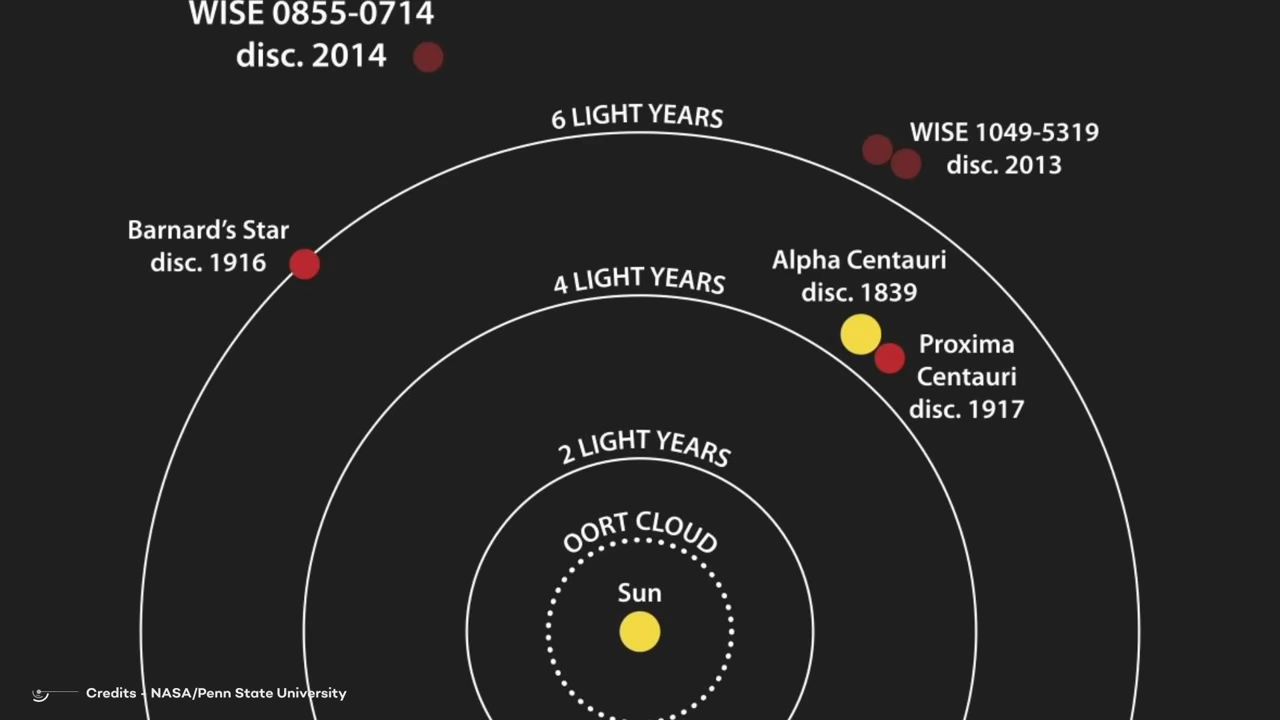 WISE 0855-0714
disc. 2014
6 LIGHT YEARS
WISE 1049-5319
disc. 2013
Barnard’s Star
disc. 1916
Alpha Centauri
disc. 1839
4 LIGHT YEARS
Proxima
Centauri
disc. 1917
2 LIGHT YEARS
OORT CLOUD
Sun
Credits - NASA/Penn State University